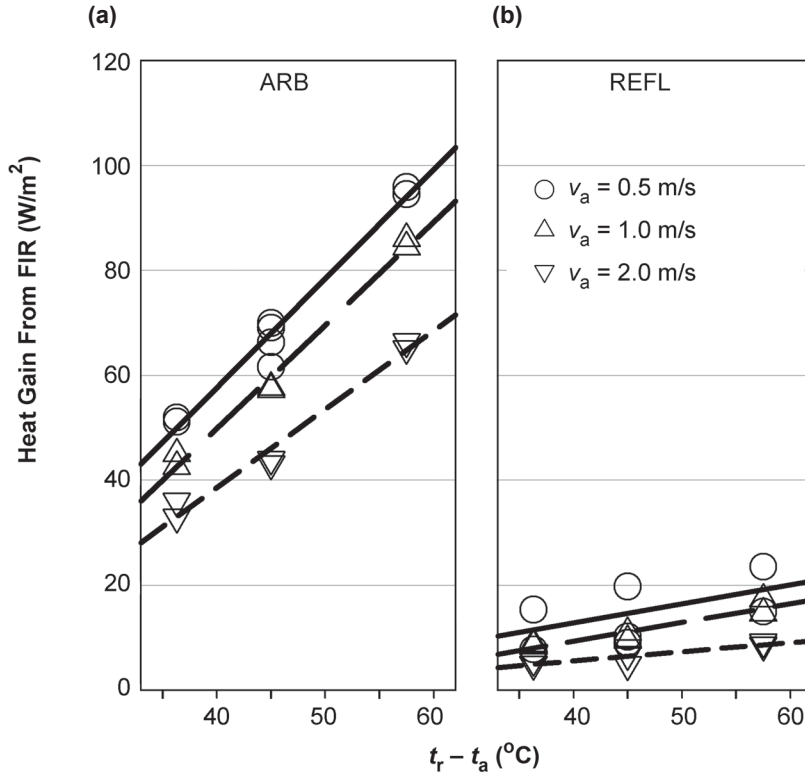 (a)
(b)
120
100
80
60
40
20
0
Heat Gain From FIR (W/m²)
ARB
REFL
vₐ = 0.5 m/s
vₐ = 1.0 m/s
vₐ = 2.0 m/s
40 50 60
40 50 60
tᵣ – tₐ (°C)